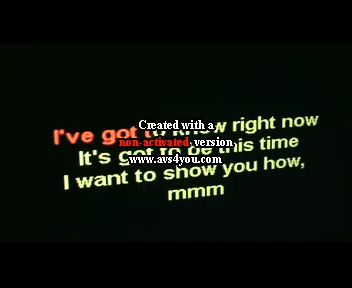 I've got to know right now
It's got to be this time
I want to show you how,
mmm
Created with a
non-activated version
www.avs4you.com